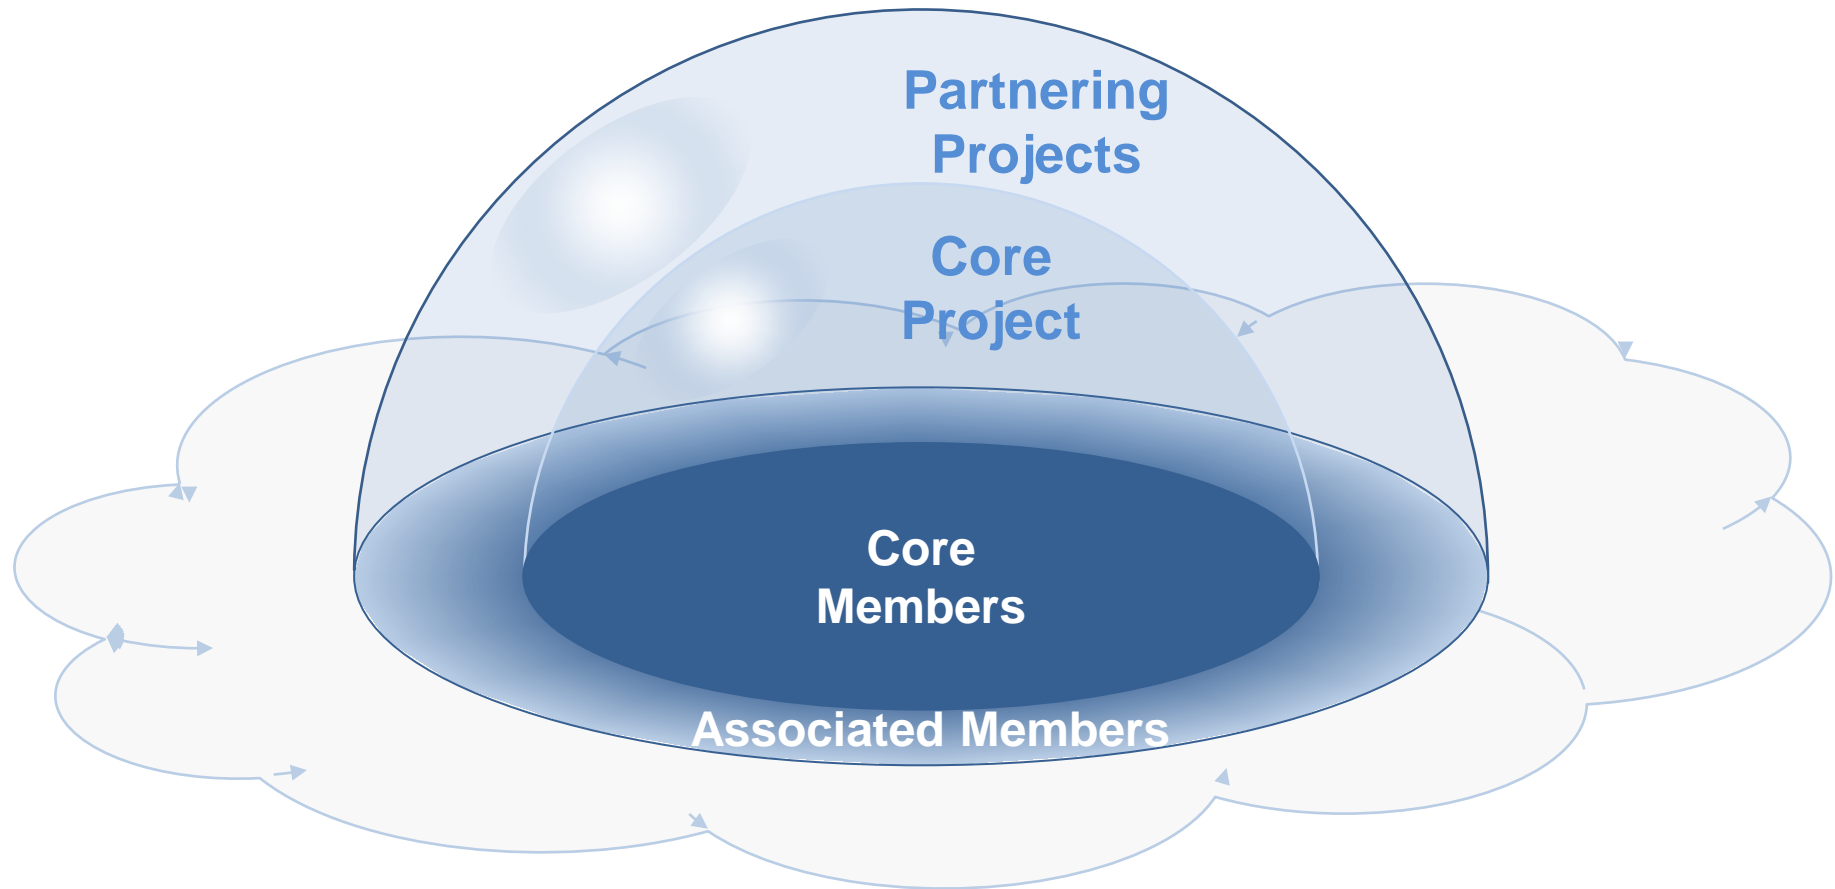 Partnering
Projects
Core
Project
Core
Members
Associated Members